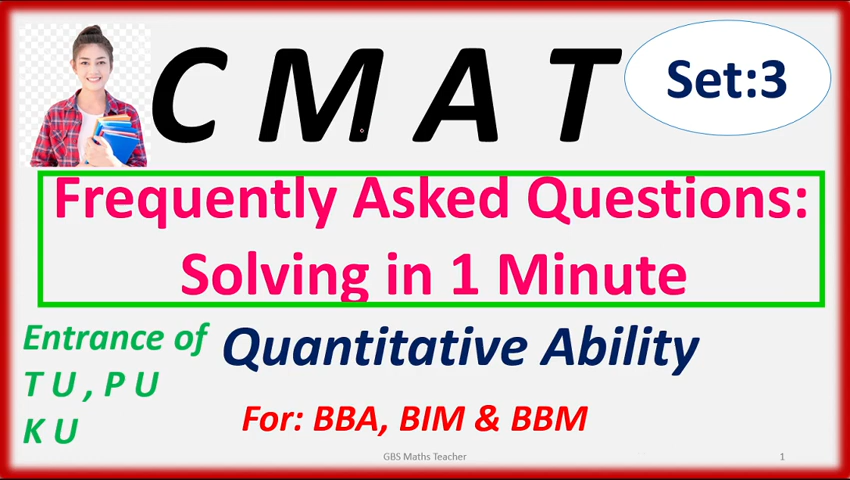 C M A T
Set:3
Frequently Asked Questions:
Solving in 1 Minute
Entrance of
T U , P U
K U
Quantitative Ability
For: BBA, BIM & BBM
GBS Maths Teacher
1